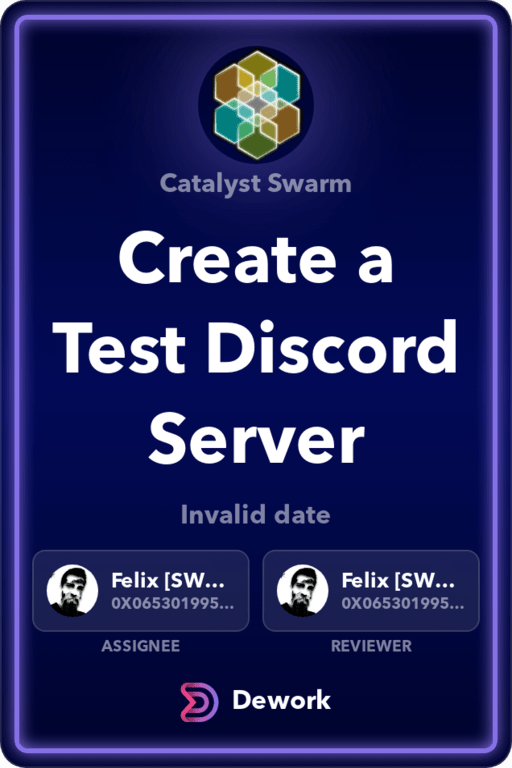 Catalyst Swarm
Create a
Test Discord
Server
Invalid date
Felix [SW...
0X065301995...
ASSIGNEE
Felix [SW...
0X065301995...
REVIEWER
Dework